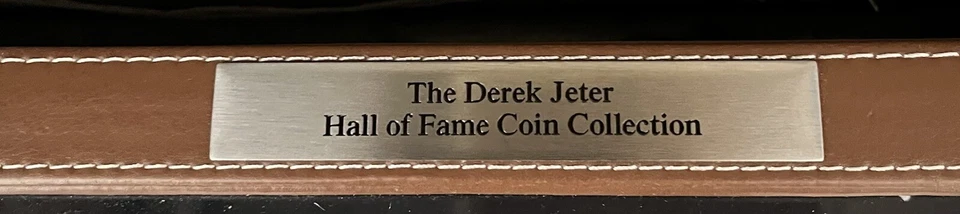 The Derek Jeter
Hall of Fame Coin Collection